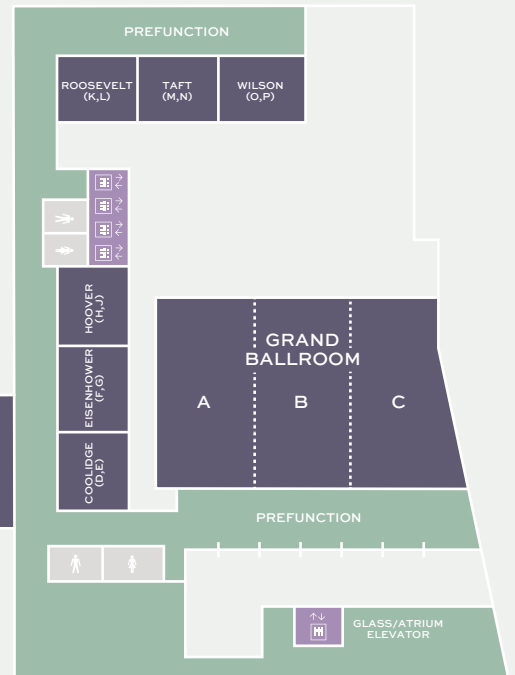 PREFUNCTION
ROOSEVELT
(K,L)
TAFT
(M,N)
WILSON
(O,P)
HOOVER
(H,J)
EISENHOWER
(F,G)
COOLIDGE
(D,E)
GRAND
BALLROOM
A
B
C
PREFUNCTION
GLASS/ATRIUM
ELEVATOR